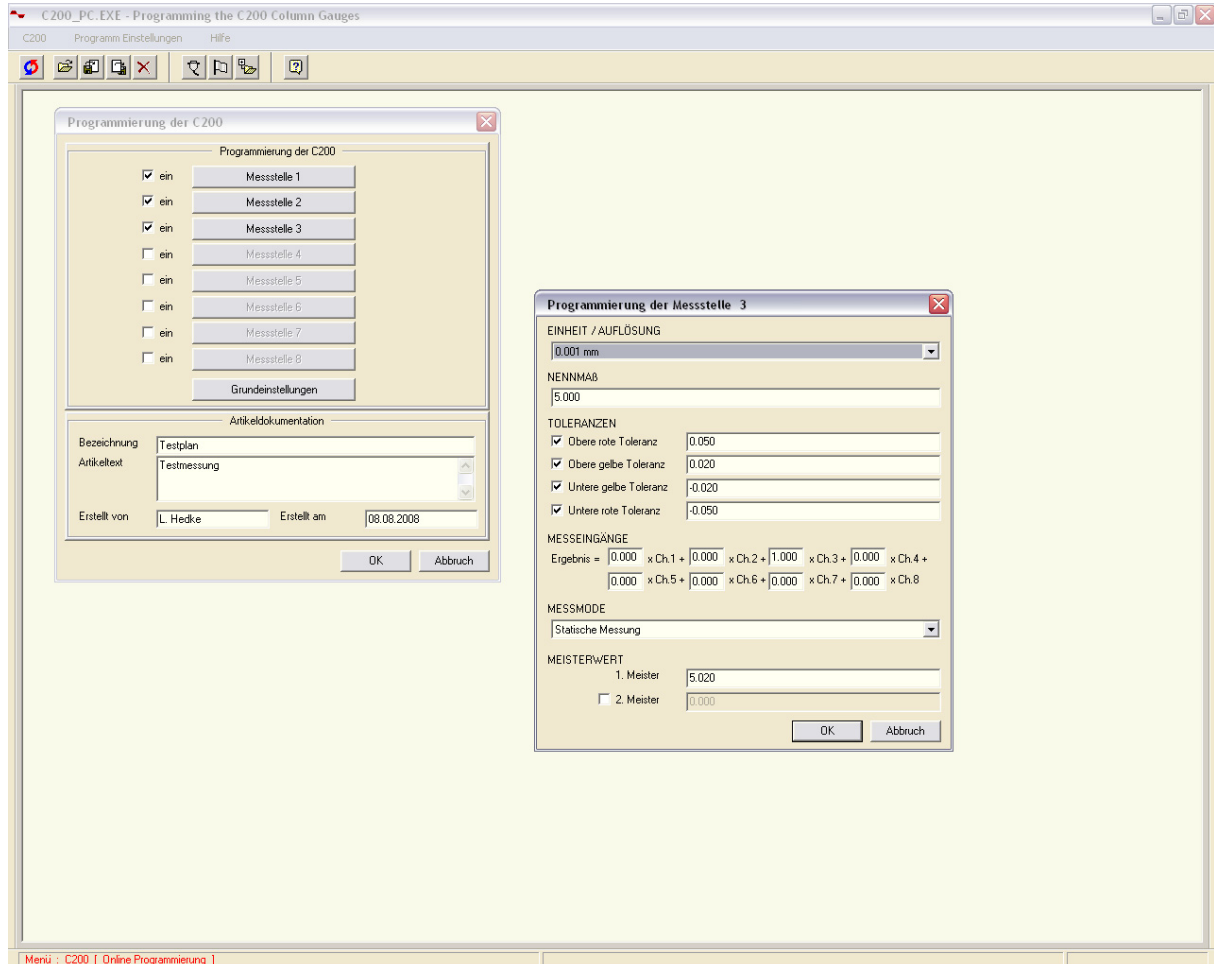 C200_PC.EXE - Programming the C200 Column Gauges
C200 Programm Einstellungen Hilfe
Programmierung der C200
Programmierung der C200
ein Messstelle 1
ein Messstelle 2
ein Messstelle 3
ein Messstelle 4
ein Messstelle 5
ein Messstelle 6
ein Messstelle 7
ein Messstelle 8
Grundeinstellungen
Artikeldokumentation
Bezeichnung Testplan
Artikeltext Testmessung
Erstellt von L. Hedke Erstellt am 08.08.2008
OK Abbruch
Programmierung der Messstelle 3
EINHEIT / AUFLÖSUNG
0.001 mm
NENNMAß
5.000
TOLERANZEN
Obere rote Toleranz 0.050
Obere gelbe Toleranz 0.020
Untere gelbe Toleranz -0.020
Untere rote Toleranz -0.050
MESSEINGÄNGE
Ergebnis = 0.000 x Ch.1 + 0.000 x Ch.2 + 1.000 x Ch.3 + 0.000 x Ch.4 +
0.000 x Ch.5 + 0.000 x Ch.6 + 0.000 x Ch.7 + 0.000 x Ch.8
MESSMODE
Statische Messung
MEISTERWERT
1. Meister 5.020
2. Meister 0.000
OK Abbruch
Menü : C200 [ Online Programmierung ]